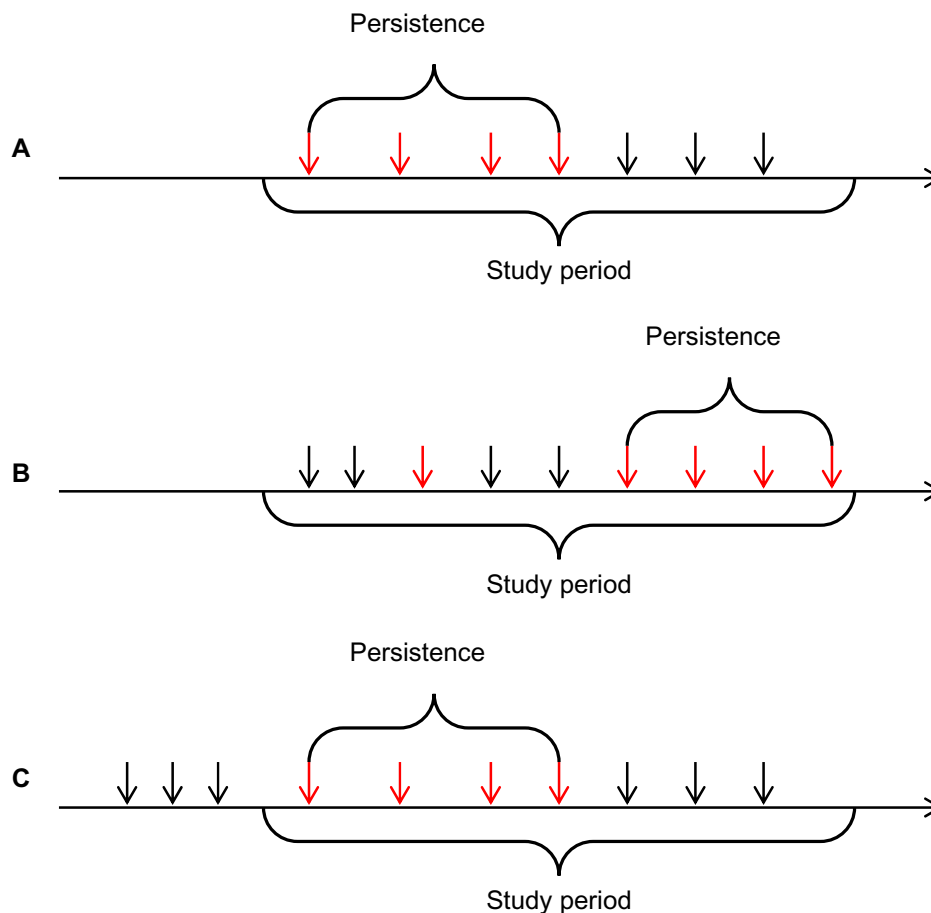 Persistence
A
Study period
Persistence
B
Study period
Persistence
C
Study period